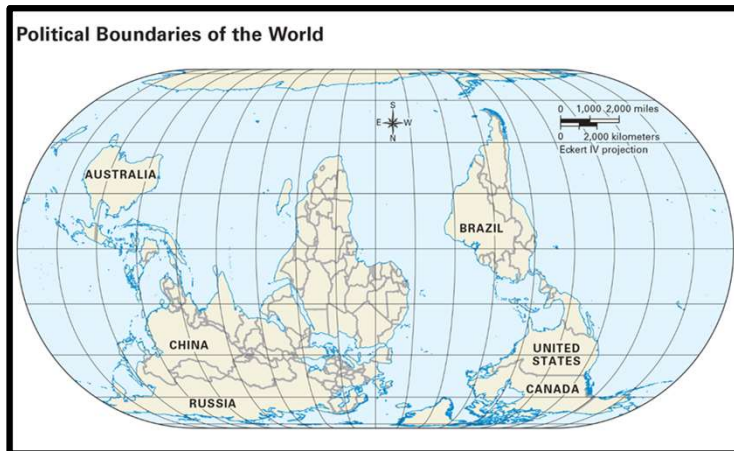 Political Boundaries of the World
S
E W
N
0 1,000 2,000 miles
0 2,000 kilometers
Eckert IV projection
AUSTRALIA
BRAZIL
CHINA
UNITED
STATES
CANADA
RUSSIA